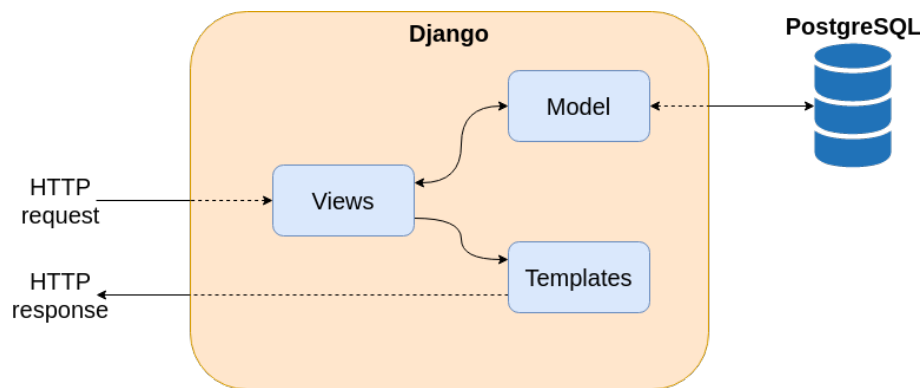 Django
PostgreSQL
Model
HTTP
request
Views
HTTP
response
Templates